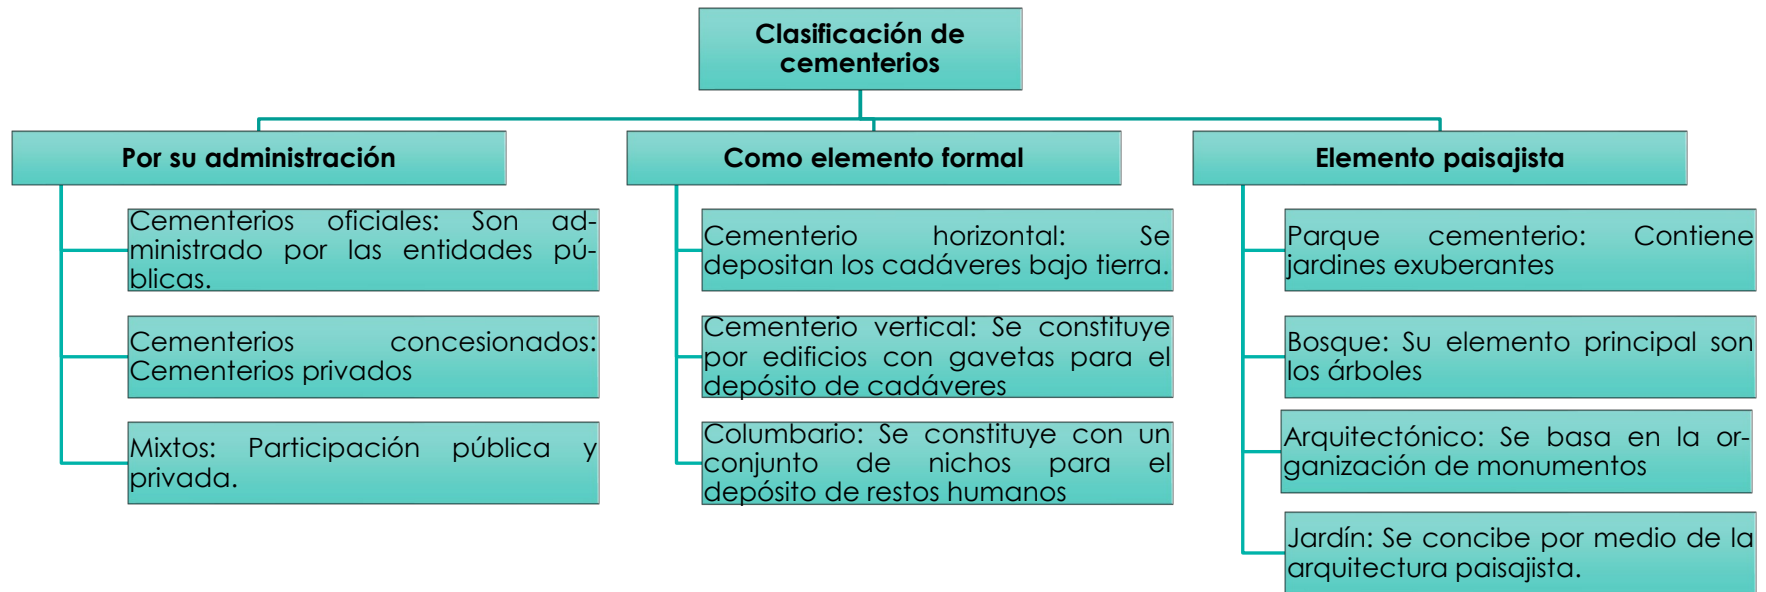 Clasificación de
cementerios
Por su administración
Cementerios oficiales: Son ad-
ministrado por las entidades pú-
blicas.
Cementerios concesionados:
Cementerios privados
Mixtos: Participación pública y
privada.
Como elemento formal
Cementerio horizontal: Se
depositan los cadáveres bajo tierra.
Cementerio vertical: Se constituye
por edificios con gavetas para el
depósito de cadáveres
Columbario: Se constituye con un
conjunto de nichos para el
depósito de restos humanos
Elemento paisajista
Parque cementerio: Contiene
jardines exuberantes
Bosque: Su elemento principal son
los árboles
Arquitectónico: Se basa en la or-
ganización de monumentos
Jardín: Se concibe por medio de la
arquitectura paisajista.